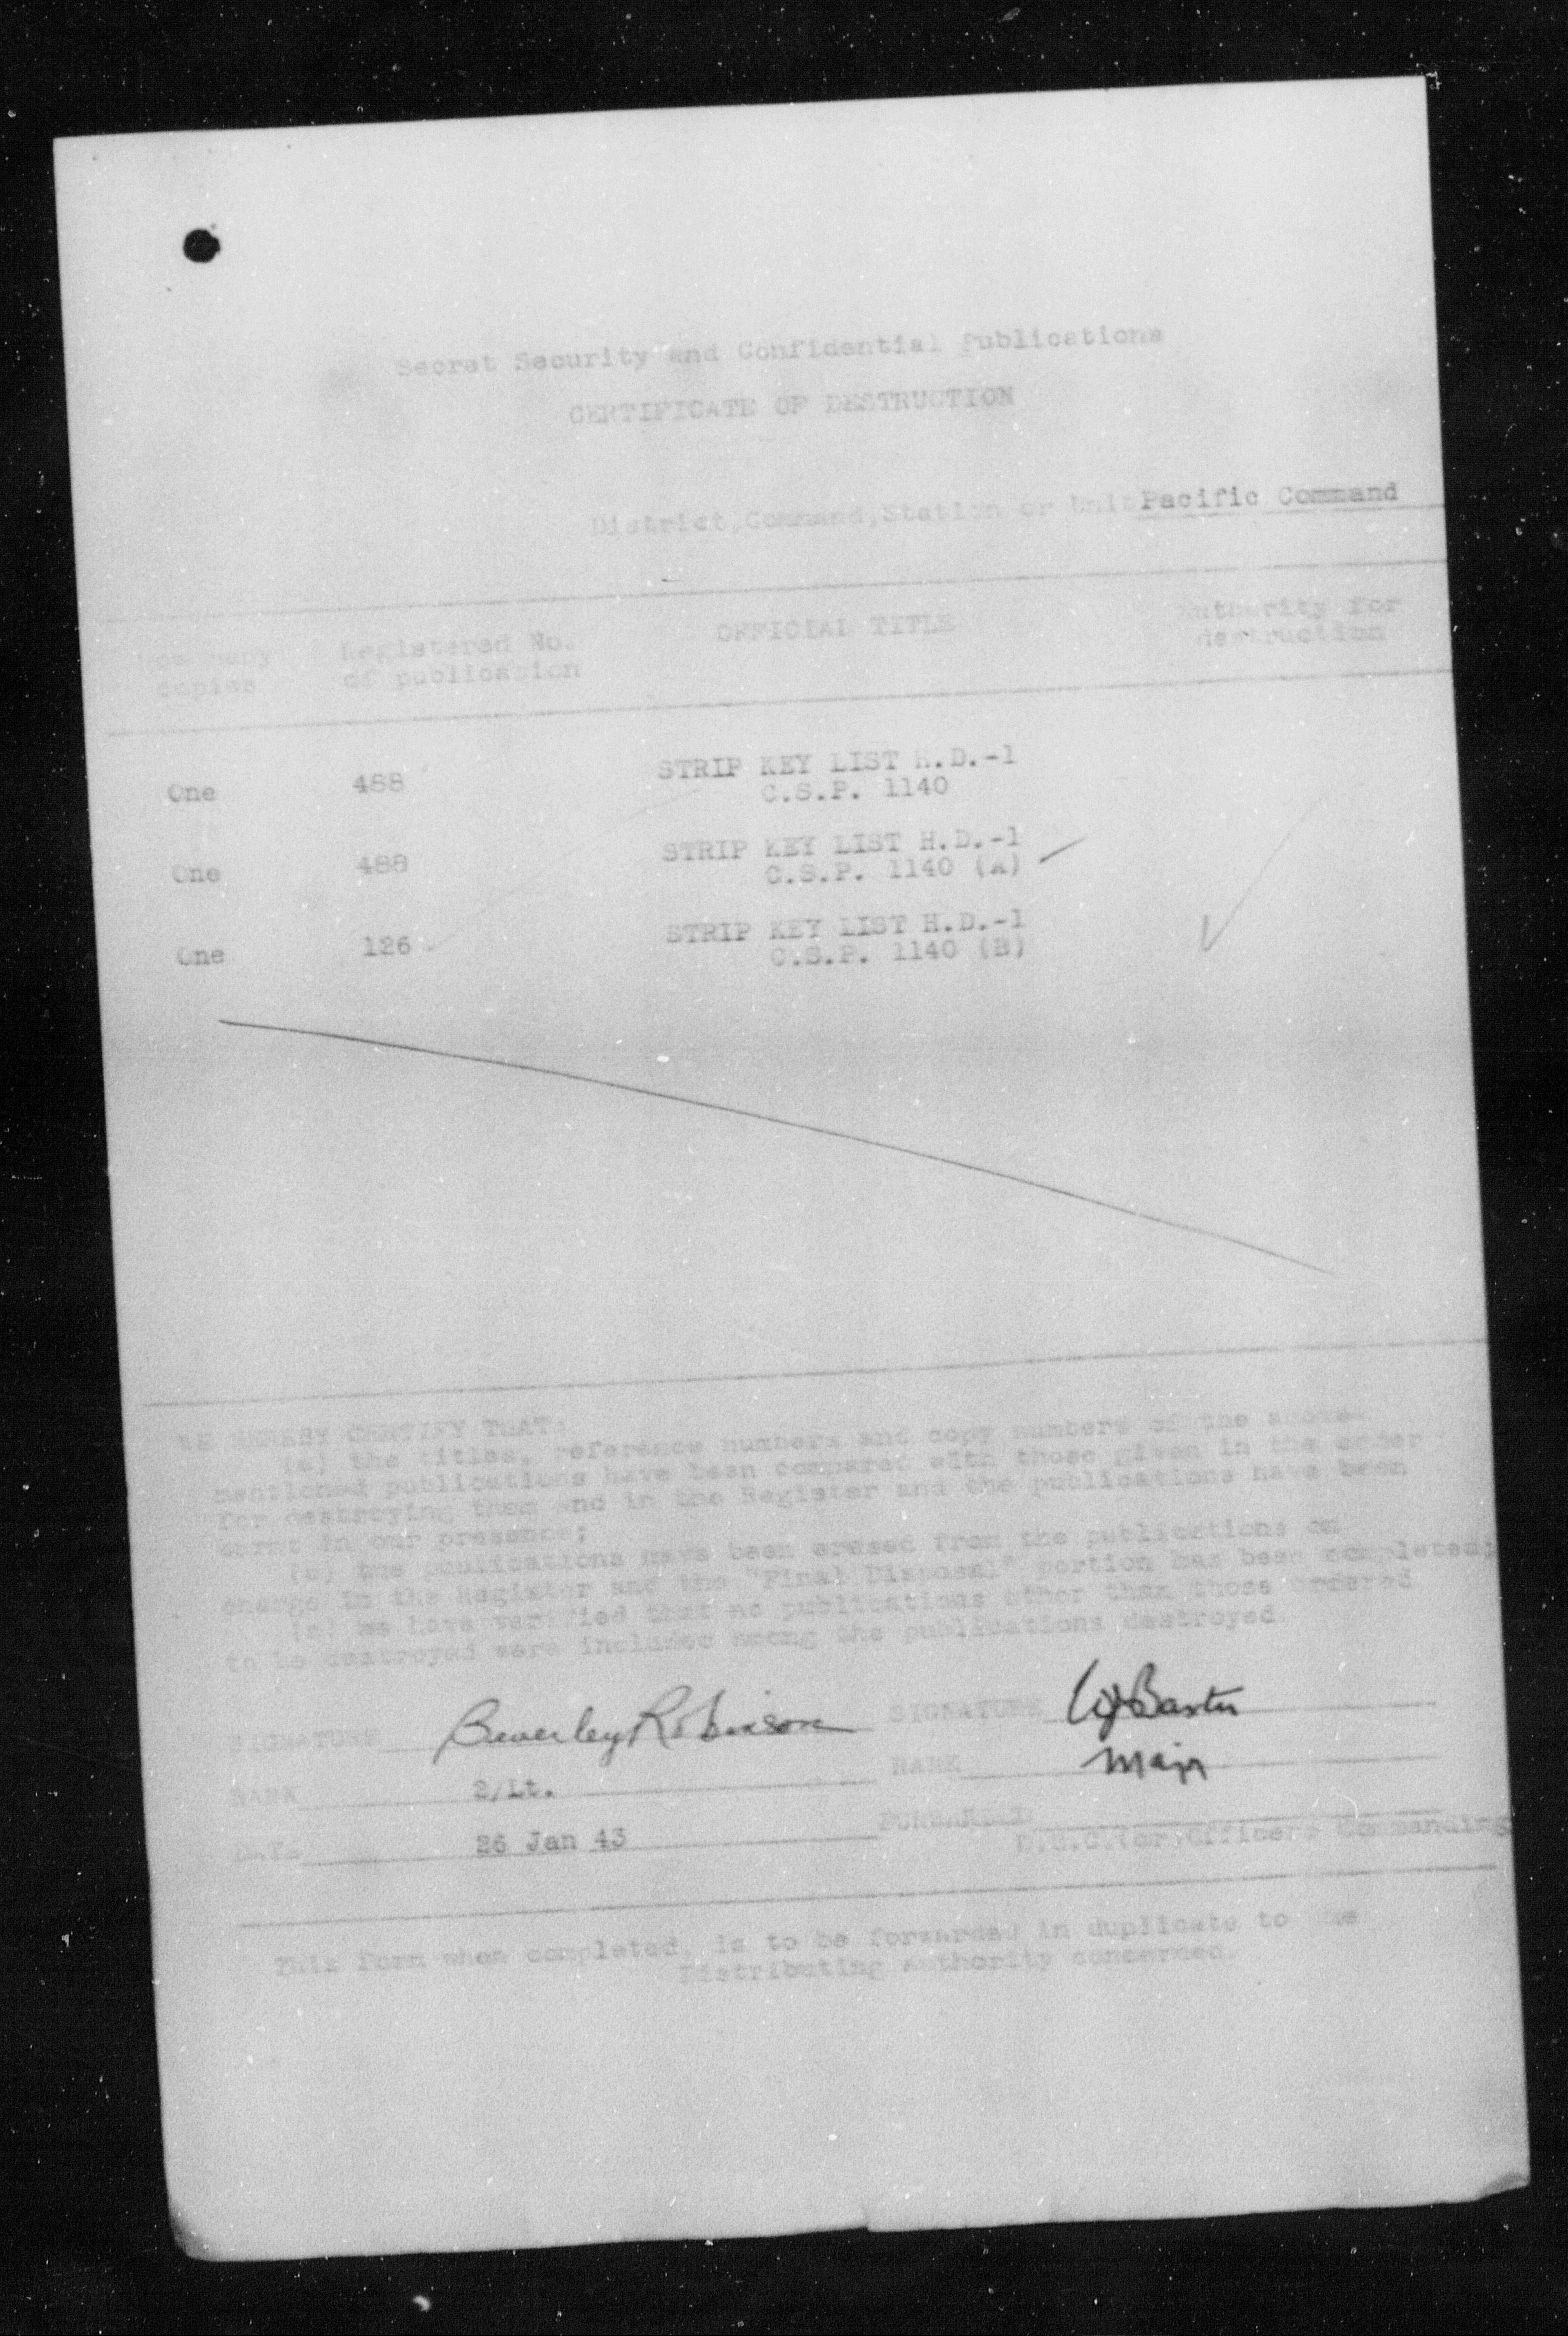 Secret Security and Confidential Publications
CERTIFICATE OF DESTRUCTION
District, Command, Station or Unit Pacific Command
How many Registered No. OFFICIAL TITLE Authority for
copies of publication destruction
One 488 STRIP KEY LIST H.D.-1
C.S.P. 1140
One 488 STRIP KEY LIST H.D.-1
C.S.P. 1140 (A)
One 126 STRIP KEY LIST H.D.-1
C.S.P. 1140 (B)
WE HEREBY CERTIFY THAT:
(a) the titles, reference numbers and copy numbers of the above-
mentioned publications have been compared with those given in the order
for destroying them and in the Register and the publications have been
burnt in our presence;
(b) the publications have been erased from the publications on
charge in the Register and the "Final Disposal" portion has been completed;
(c) we have verified that no publications other than those ordered
to be destroyed were included among the publications destroyed.
SIGNATURE Beverley Robinson SIGNATURE Baxter
RANK 2/Lt. RANK Major
DATE 26 Jan 43 FORWARDED
D.O.C. (or Officers Commanding
This form when completed, is to be forwarded in duplicate to the
Distributing Authority concerned.